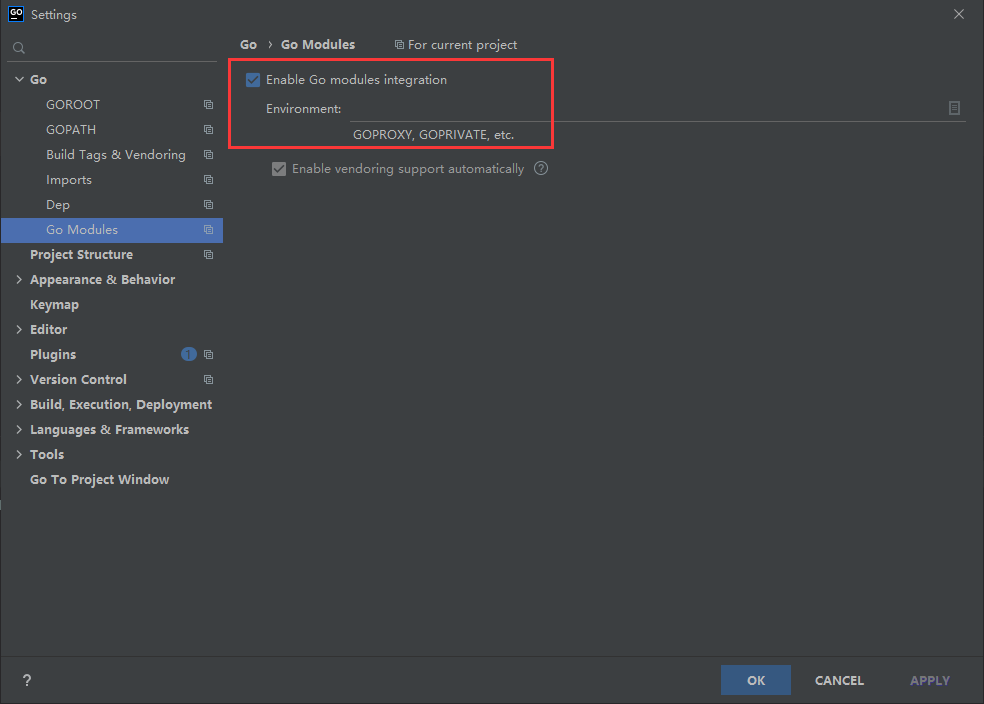 GO Settings
Go › Go Modules For current project
Go
GOROOT
GOPATH
Build Tags & Vendoring
Imports
Dep
Go Modules
Project Structure
Appearance & Behavior
Keymap
Editor
Plugins 1
Version Control
Build, Execution, Deployment
Languages & Frameworks
Tools
Go To Project Window
Enable Go modules integration
Environment:
GOPROXY, GOPRIVATE, etc.
Enable vendoring support automatically ?
? OK CANCEL APPLY